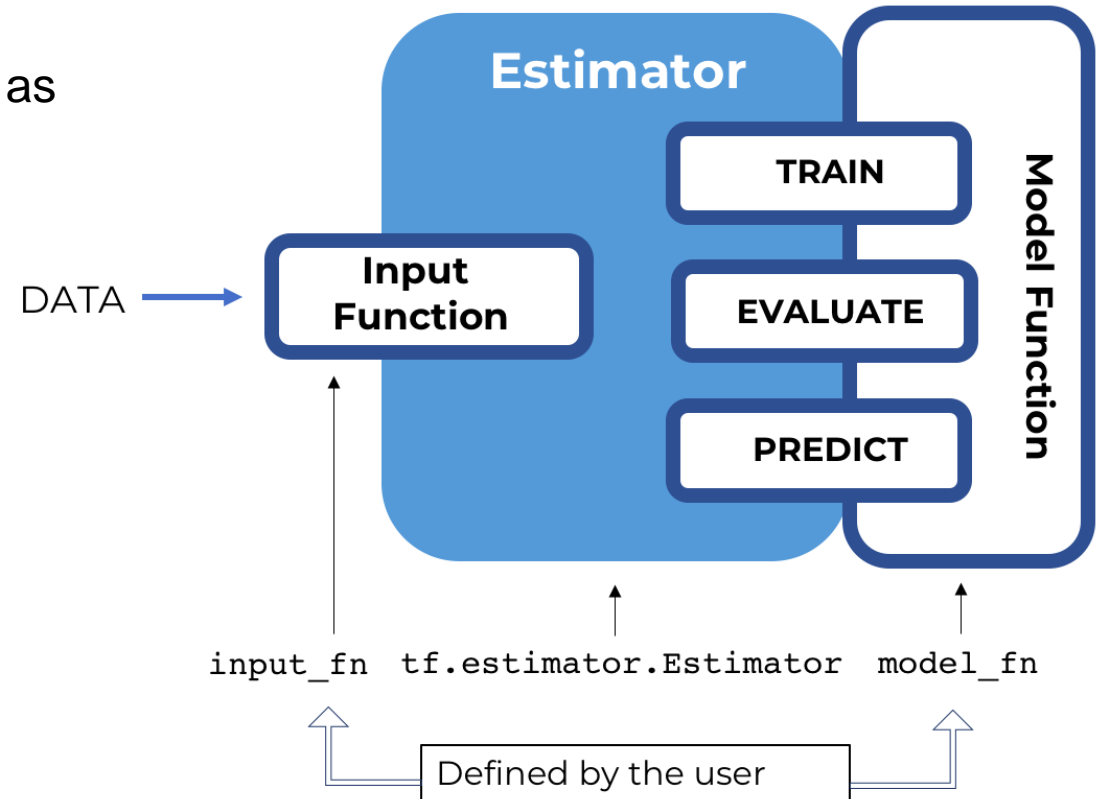 as
Estimator
TRAIN
Model Function
DATA
Input
Function
EVALUATE
PREDICT
input_fn tf.estimator.Estimator model_fn
Defined by the user